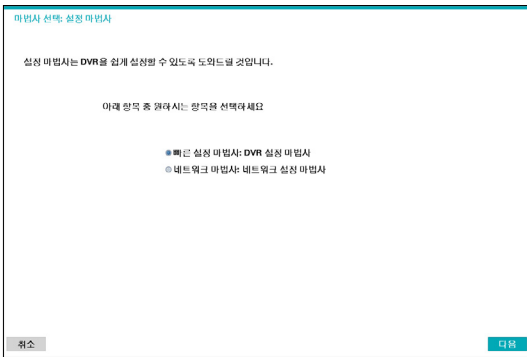 마법사 선택: 설정 마법사
설정 마법사는 DVR을 쉽게 설정할 수 있도록 도와드릴 것입니다.
아래 항목 중 원하시는 항목을 선택하세요
빠른 설정 마법사: DVR 설정 마법사
네트워크 마법사: 네트워크 설정 마법사
취소
다음